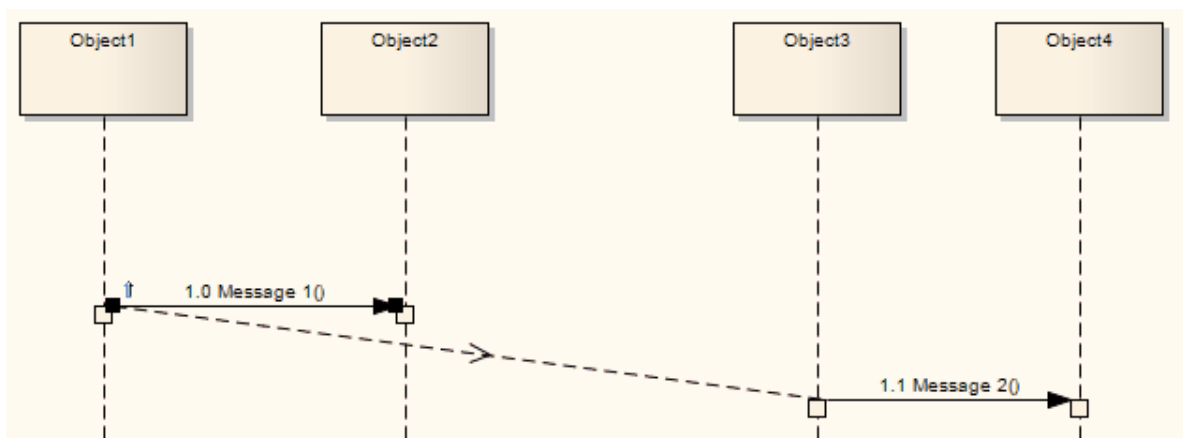 Object1
Object2
Object3
Object4
1.0 Message 1()
1.1 Message 2()